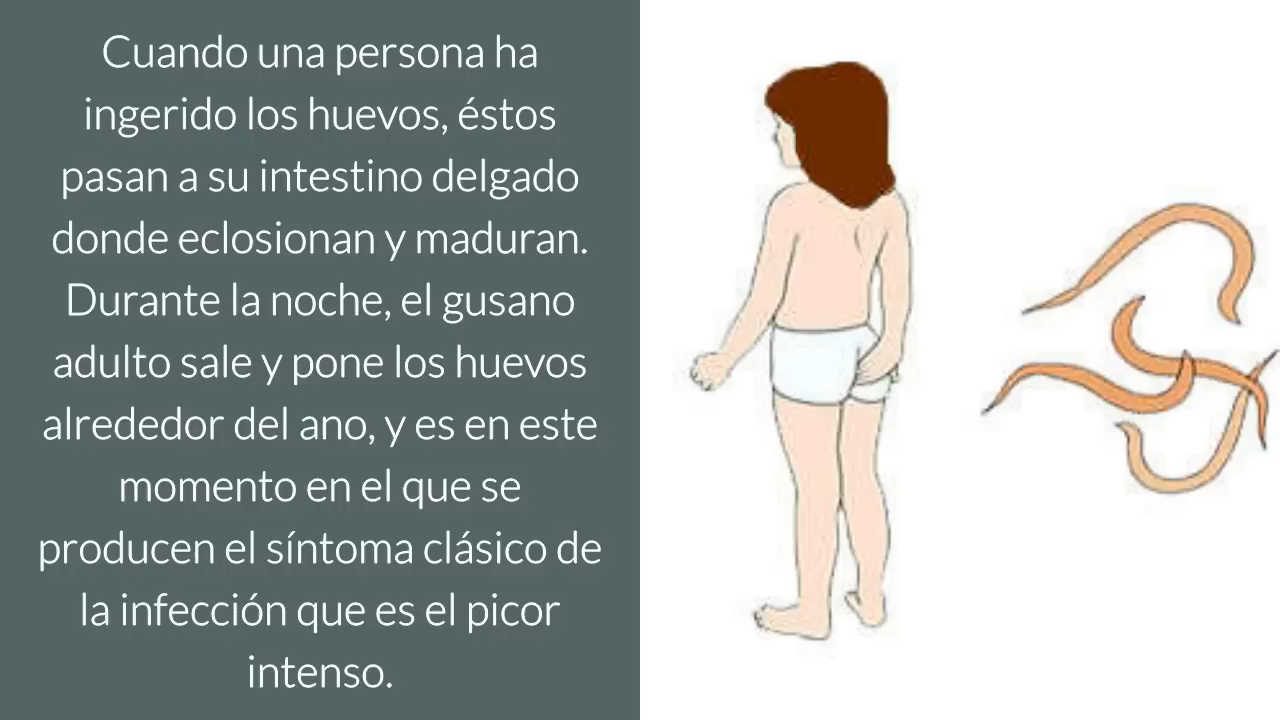 Cuando una persona ha
ingerido los huevos, éstos
pasan a su intestino delgado
donde eclosionan y maduran.
Durante la noche, el gusano
adulto sale y pone los huevos
alrededor del ano, y es en este
momento en el que se
producen el síntoma clásico de
la infección que es el picor
intenso.